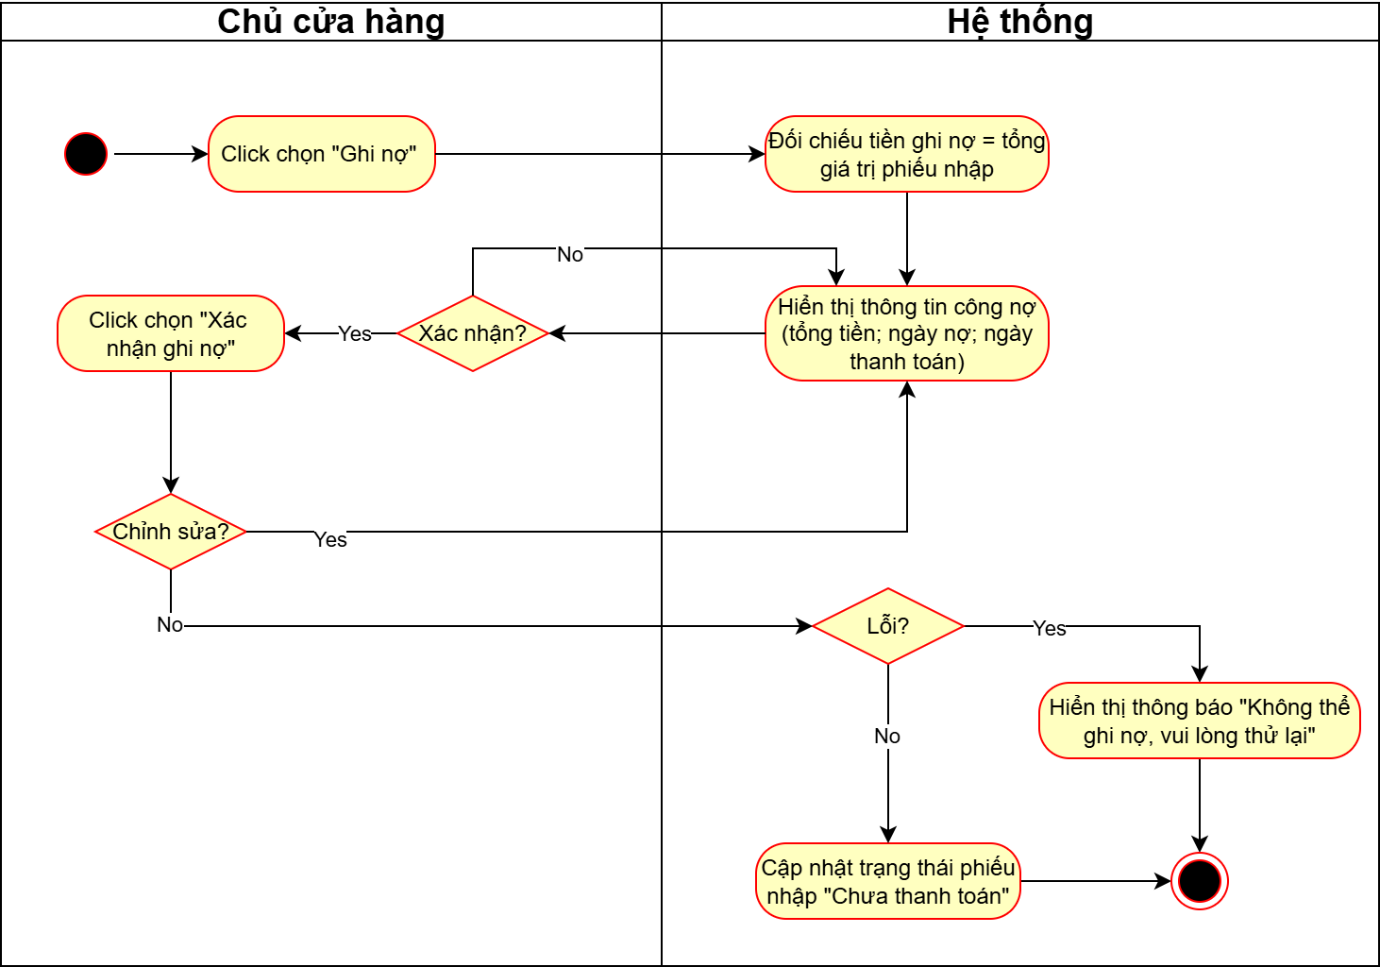 Chủ cửa hàng
Hệ thống
Click chọn "Ghi nợ"
Đối chiếu tiền ghi nợ = tổng
giá trị phiếu nhập
No
Hiển thị thông tin công nợ
(tổng tiền; ngày nợ; ngày
thanh toán)
Xác nhận?
Yes
Click chọn "Xác
nhận ghi nợ"
Chỉnh sửa?
Yes
No
Lỗi?
Yes
Hiển thị thông báo "Không thể
ghi nợ, vui lòng thử lại"
No
Cập nhật trạng thái phiếu
nhập "Chưa thanh toán"